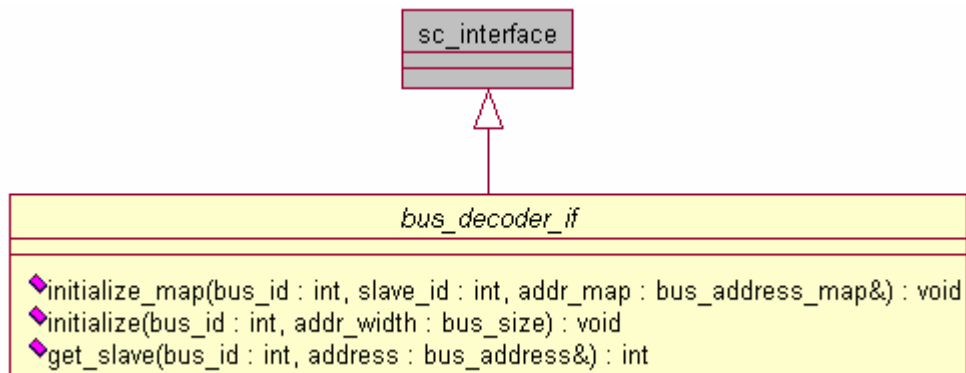 sc_interface
bus_decoder_if
initialize_map(bus_id : int, slave_id : int, addr_map : bus_address_map&) : void
initialize(bus_id : int, addr_width : bus_size) : void
get_slave(bus_id : int, address : bus_address&) : int